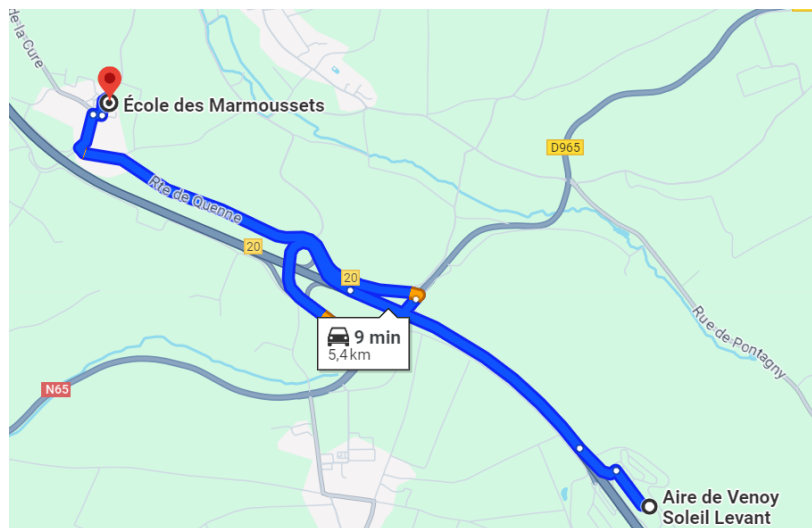 de la Cure
École des Marmoussets
D965
Rte de Quenne
20
20
9 min
5,4 km
Rue de Pontagny
N65
Aire de Venoy
Soleil Levant